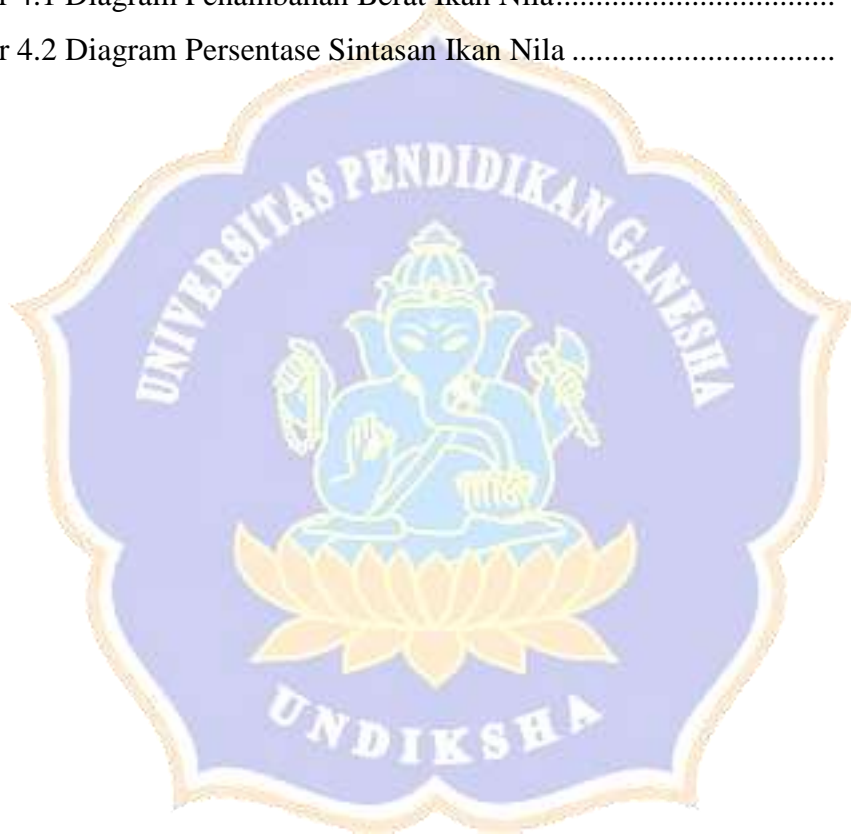 4.1 Diagram Penambahan Berat Ikan Nila..................................
r 4.2 Diagram Persentase Sintasan Ikan Nila ................................
UNIVERSITAS PENDIDIKAN GANESHA
UNDIKSHA